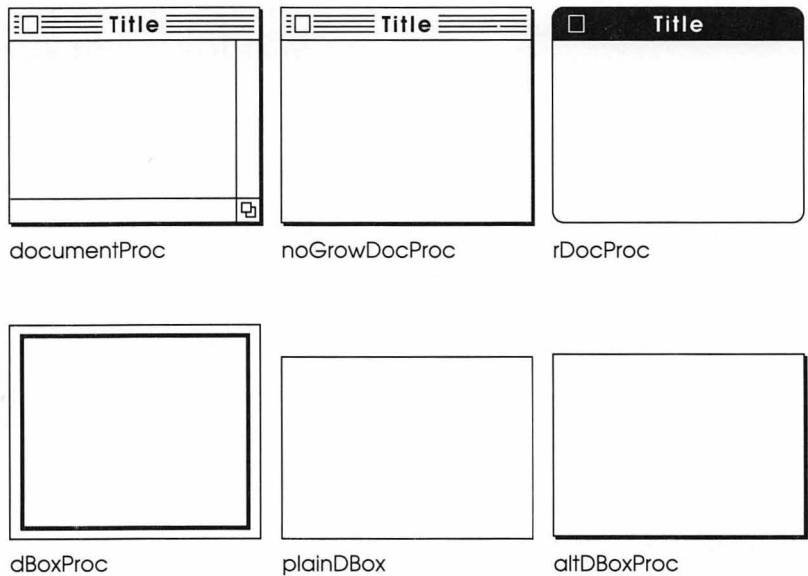 Title Title Title
documentProc noGrowDocProc rDocProc
dBoxProc plainDBox altDBoxProc